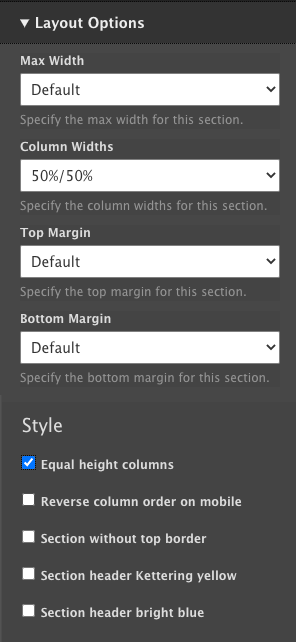 ▼ Layout Options
Max Width
Default
Specify the max width for this section.
Column Widths
50%/50%
Specify the column widths for this section.
Top Margin
Default
Specify the top margin for this section.
Bottom Margin
Default
Specify the bottom margin for this section.
Style
Equal height columns
Reverse column order on mobile
Section without top border
Section header Kettering yellow
Section header bright blue